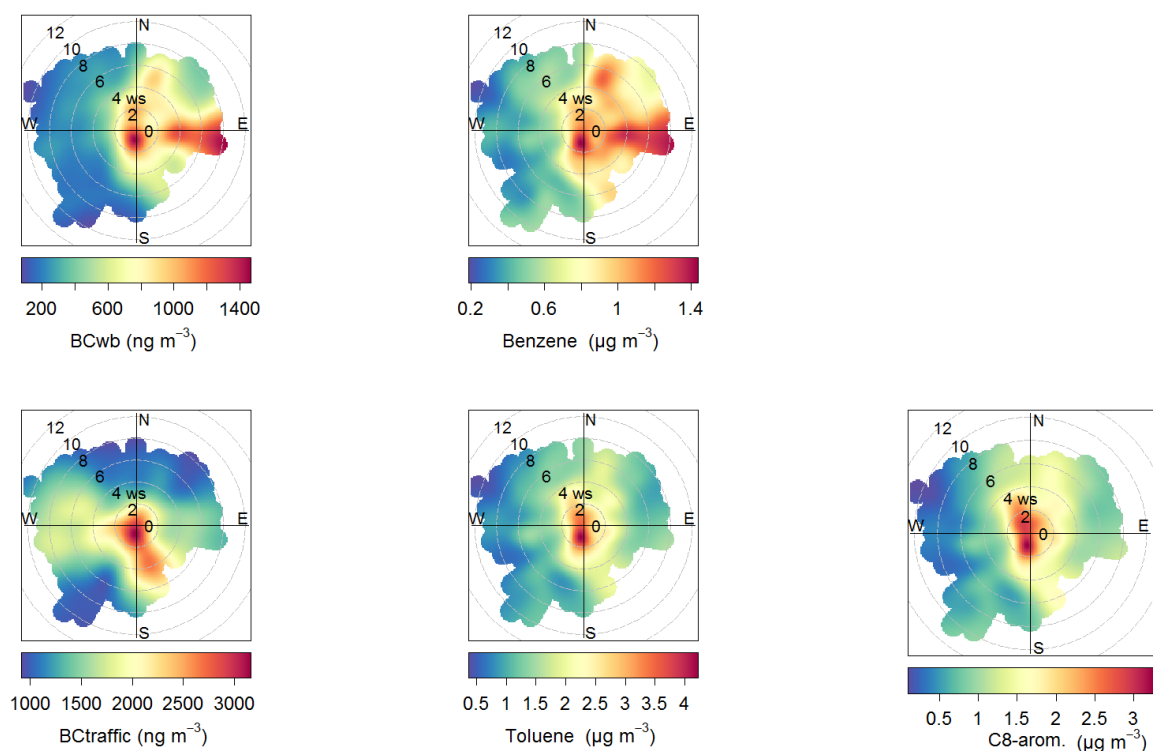 N
12
10
8
6
4 ws
2
0
W
E
S
200 600 1000 1400
BCwb (ng m⁻³)
N
12
10
8
6
4 ws
2
0
W
E
S
0.2 0.6 1 1.4
Benzene (µg m⁻³)
N
12
10
8
6
4 ws
2
0
W
E
S
1000 1500 2000 2500 3000
BCtraffic (ng m⁻³)
N
12
10
8
6
4 ws
2
0
W
E
S
0.5 1 1.5 2 2.5 3 3.5 4
Toluene (µg m⁻³)
N
12
10
8
6
4 ws
2
0
W
E
S
0.5 1 1.5 2 2.5 3
C8-arom. (µg m⁻³)